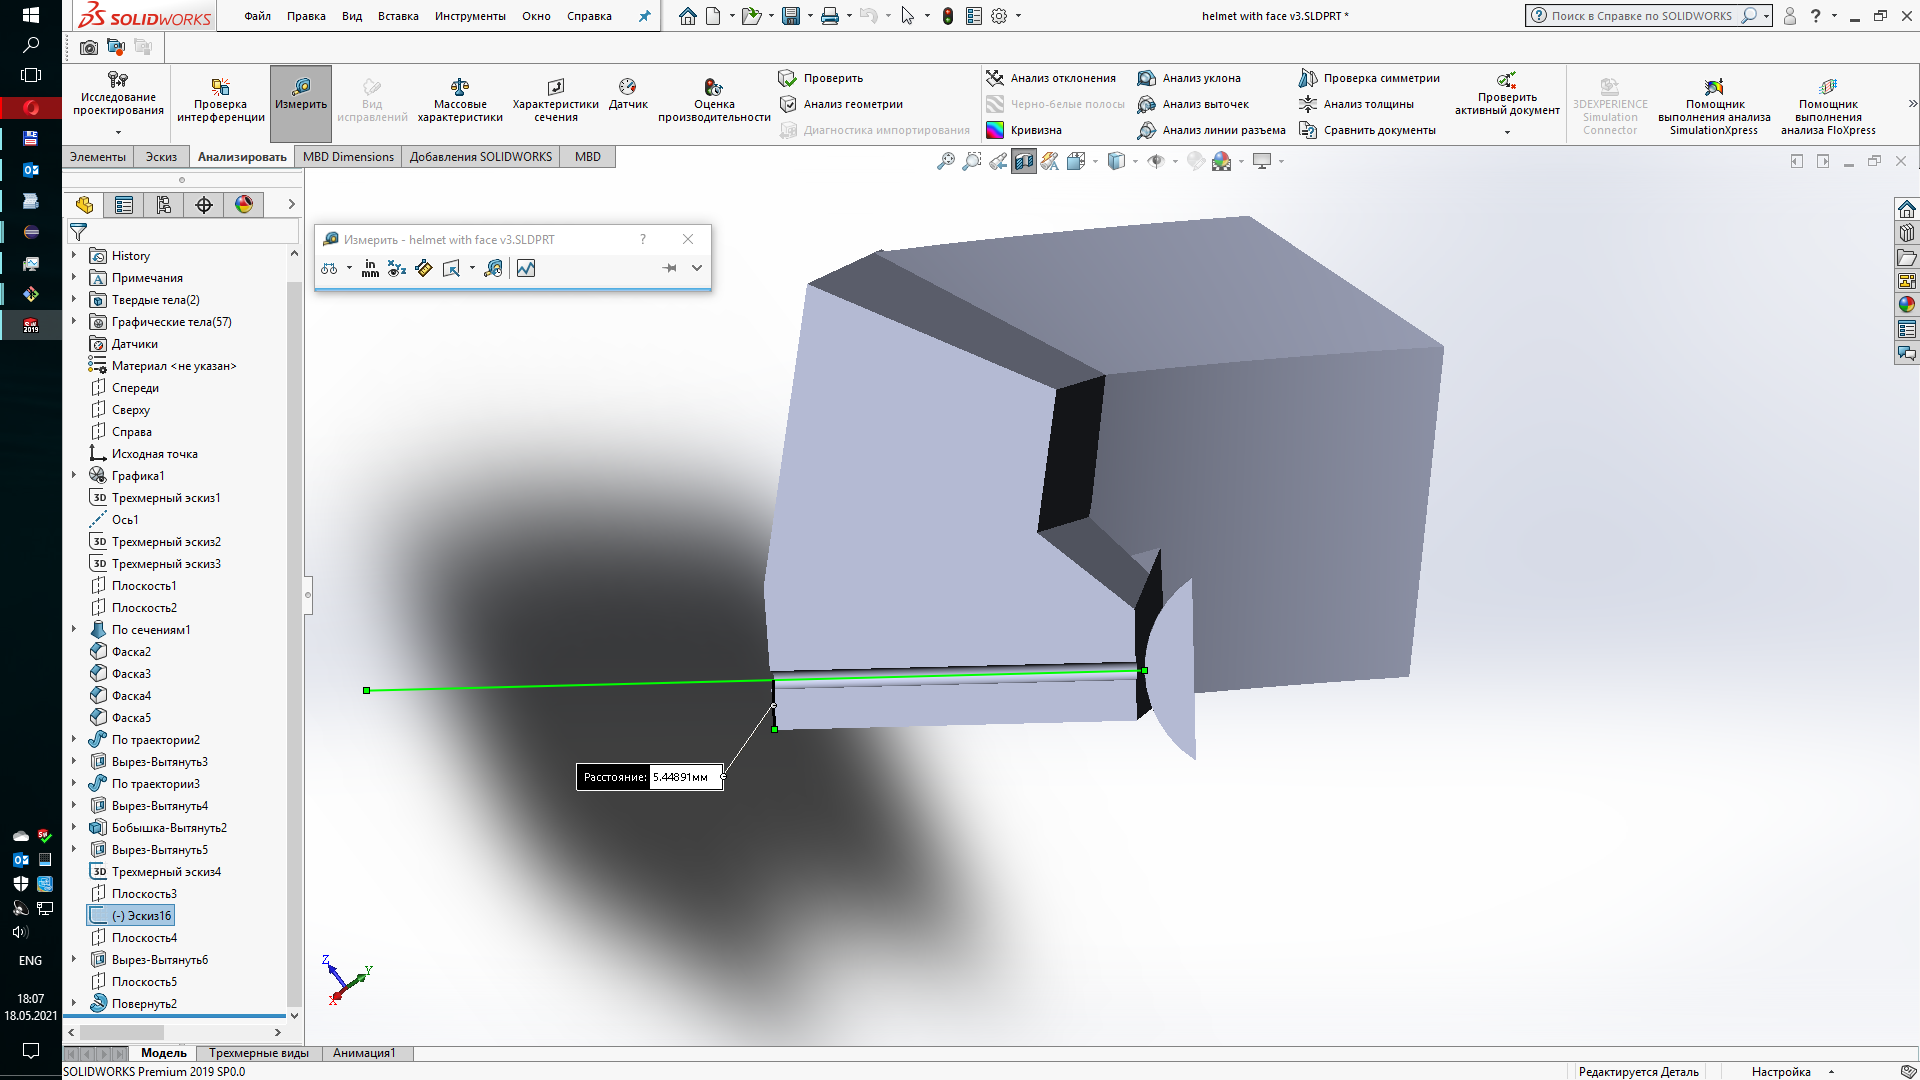 SOLIDWORKS
Файл Правка Вид Вставка Инструменты Окно Справка
helmet with face v3.SLDPRT *
Поиск в Справке по SOLIDWORKS
Исследование
проектирования
Проверка
интерференции
Измерить
Вид
исправлений
Массовые
характеристики
Характеристики
сечения
Датчик
Оценка
производительности
Проверить
Анализ геометрии
Диагностика импортирования
Анализ отклонения
Черно-белые полосы
Кривизна
Анализ уклона
Анализ выточек
Анализ линии разъема
Проверка симметрии
Анализ толщины
Сравнить документы
Проверить
активный документ
3DEXPERIENCE
Simulation
Connector
Помощник
выполнения анализа
SimulationXpress
Помощник
выполнения
анализа FloXpress
Элементы Эскиз Анализировать MBD Dimensions Добавления SOLIDWORKS MBD
Измерить - helmet with face v3.SLDPRT
in
mm
History
Примечания
Твердые тела(2)
Графические тела(57)
Датчики
Материал <не указан>
Спереди
Сверху
Справа
Исходная точка
Графика1
3D Трехмерный эскиз1
Ось1
3D Трехмерный эскиз2
3D Трехмерный эскиз3
Плоскость1
Плоскость2
По сечениям1
Фаска2
Фаска3
Фаска4
Фаска5
По траектории2
Вырез-Вытянуть3
По траектории3
Вырез-Вытянуть4
Бобышка-Вытянуть2
Вырез-Вытянуть5
3D Трехмерный эскиз4
Плоскость3
(-) Эскиз16
Плоскость4
Вырез-Вытянуть6
Плоскость5
Повернуть2
Расстояние: 5.44891мм
Z
Y
X
ENG
18:07
18.05.2021
Модель Трехмерные виды Анимация1
SOLIDWORKS Premium 2019 SP0.0
Редактируется Деталь
Настройка